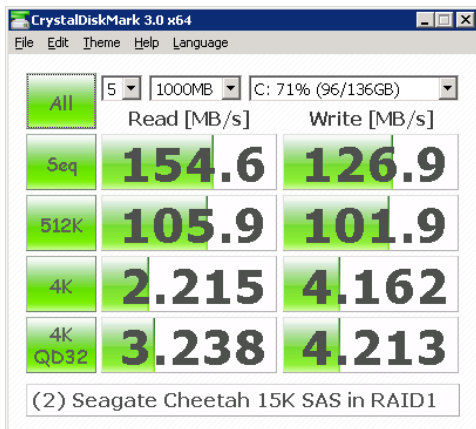 CrystalDiskMark 3.0 x64
File Edit Theme Help Language
All 5 1000MB C: 71% (96/136GB)
Read [MB/s] Write [MB/s]
Seq 154.6 126.9
512K 105.9 101.9
4K 2.215 4.162
4K QD32 3.238 4.213
(2) Seagate Cheetah 15K SAS in RAID1